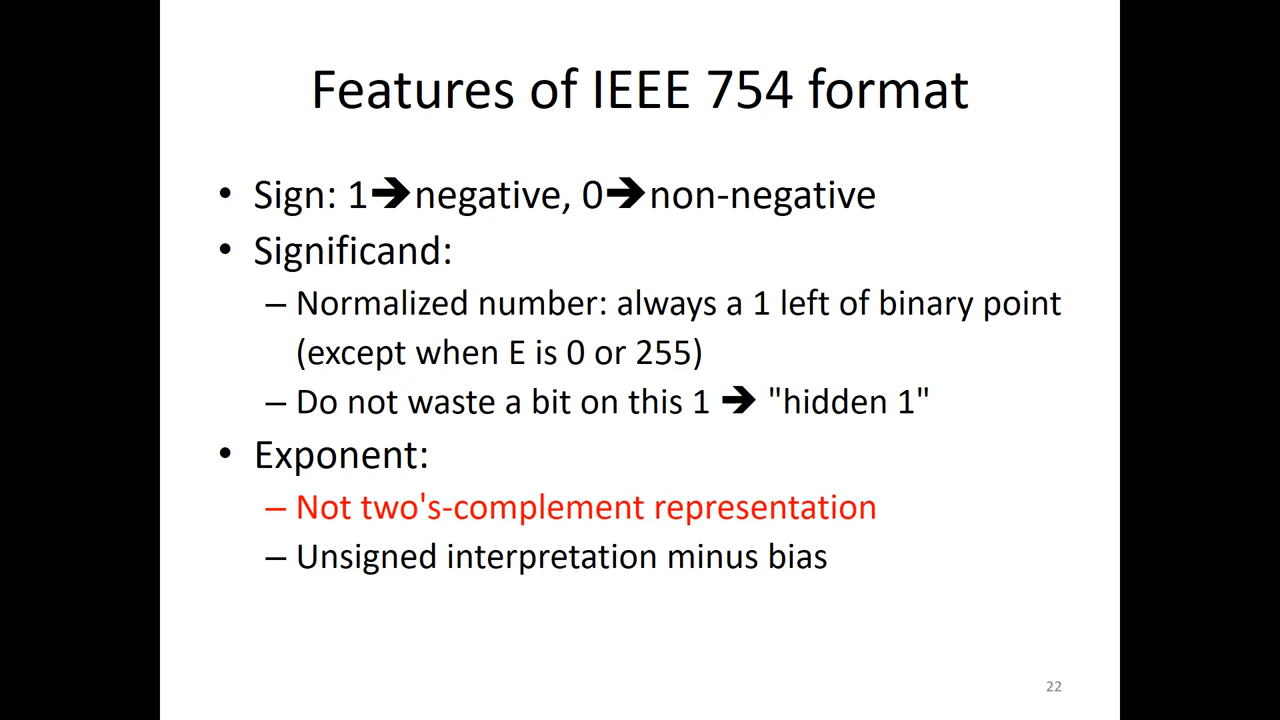 Features of IEEE 754 format
• Sign: 1➔negative, 0➔non-negative
• Significand:
– Normalized number: always a 1 left of binary point
(except when E is 0 or 255)
– Do not waste a bit on this 1 ➔ "hidden 1"
• Exponent:
– Not two's-complement representation
– Unsigned interpretation minus bias
22